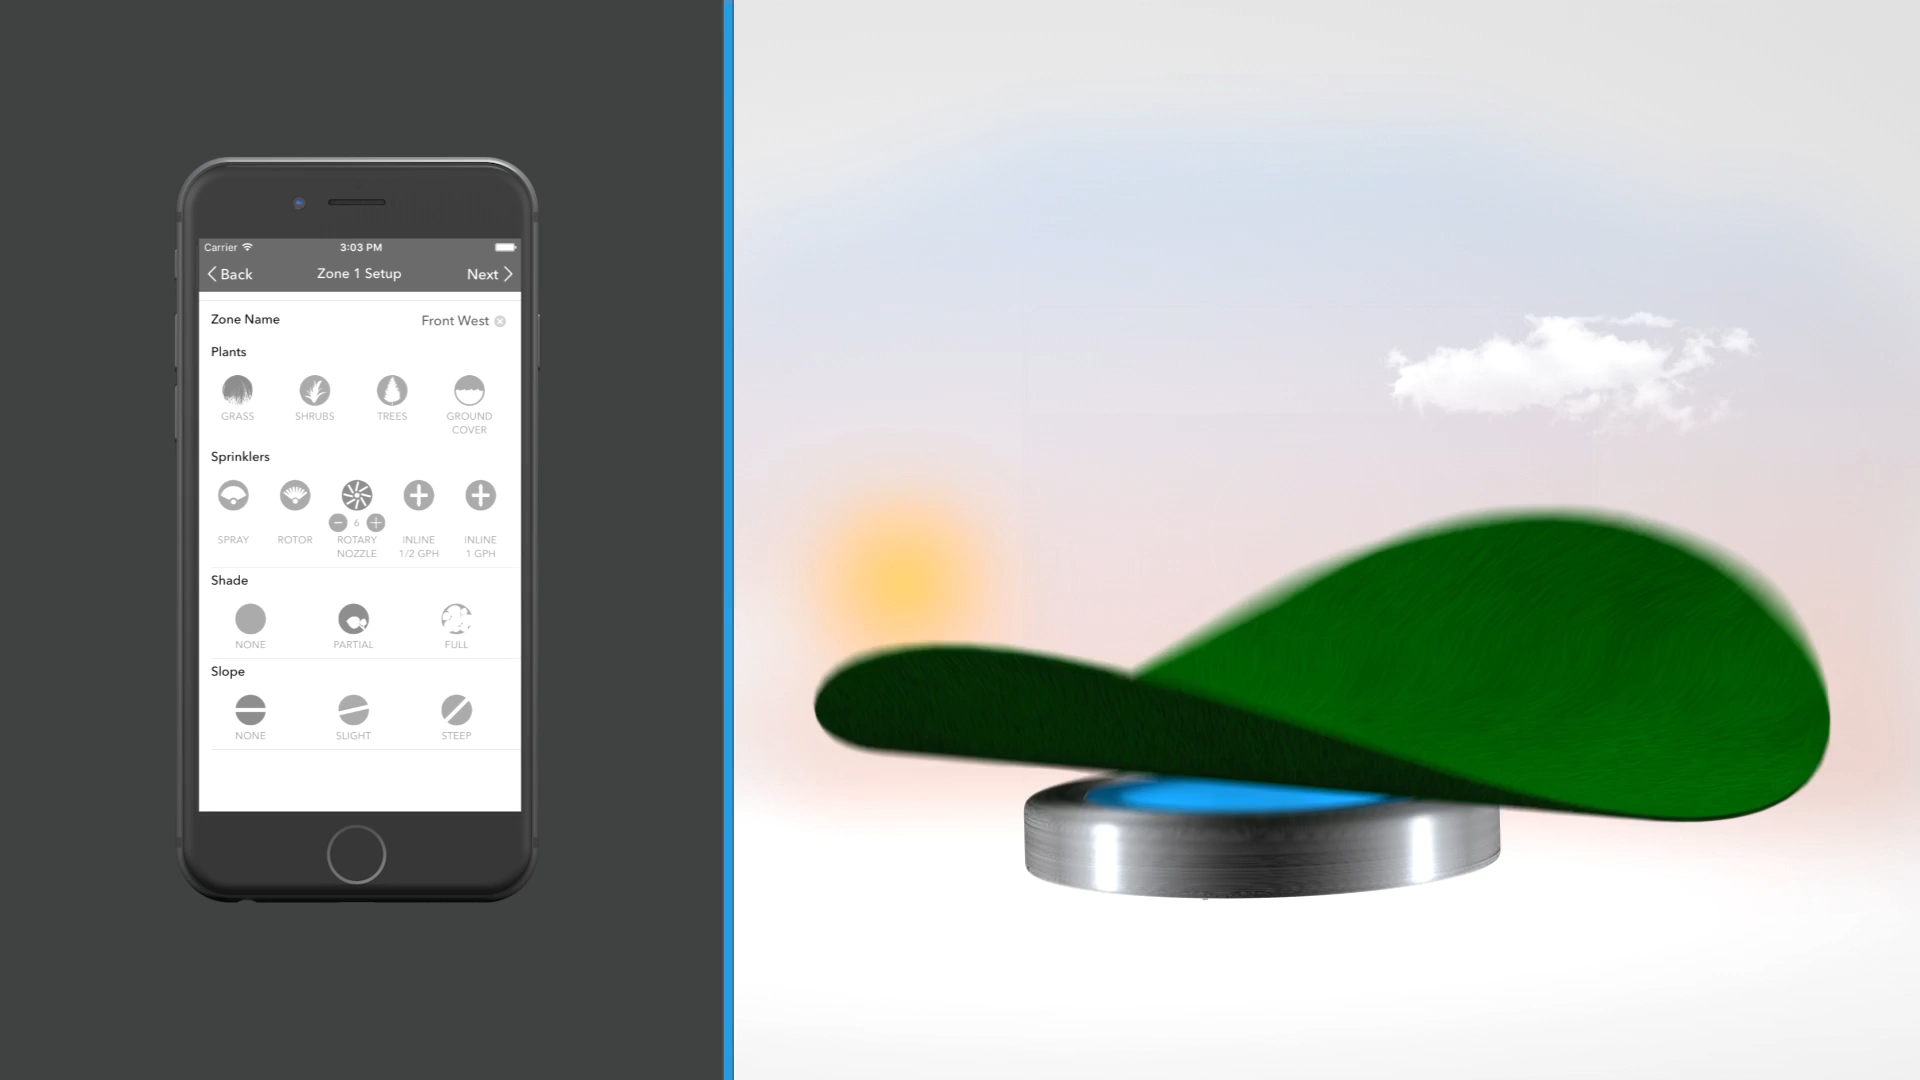 Carrier 3:03 PM
Back Zone 1 Setup Next
Zone Name Front West
Plants
GRASS SHRUBS TREES GROUND
COVER
Sprinklers
6
SPRAY ROTOR ROTARY INLINE INLINE
NOZZLE 1/2 GPH 1 GPH
Shade
NONE PARTIAL FULL
Slope
NONE SLIGHT STEEP